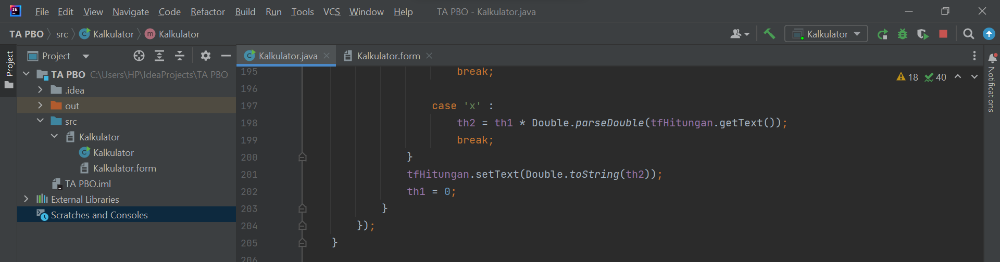 File Edit View Navigate Code Refactor Build Run Tools VCS Window Help TA PBO - Kalkulator.java
TA PBO src Kalkulator m Kalkulator Kalkulator
Project
Project
Kalkulator.java Kalkulator.form
TA PBO C:\Users\HP\IdeaProjects\TA PBO
.idea
out
src
Kalkulator
Kalkulator
Kalkulator.form
TA PBO.iml
External Libraries
Scratches and Consoles
195 break;
18 40
196
197 case 'x' :
198 th2 = th1 * Double.parseDouble(tfHitungan.getText());
199 break;
200 }
201 tfHitungan.setText(Double.toString(th2));
202 th1 = 0;
203 }
204 });
205 }
206
Notifications